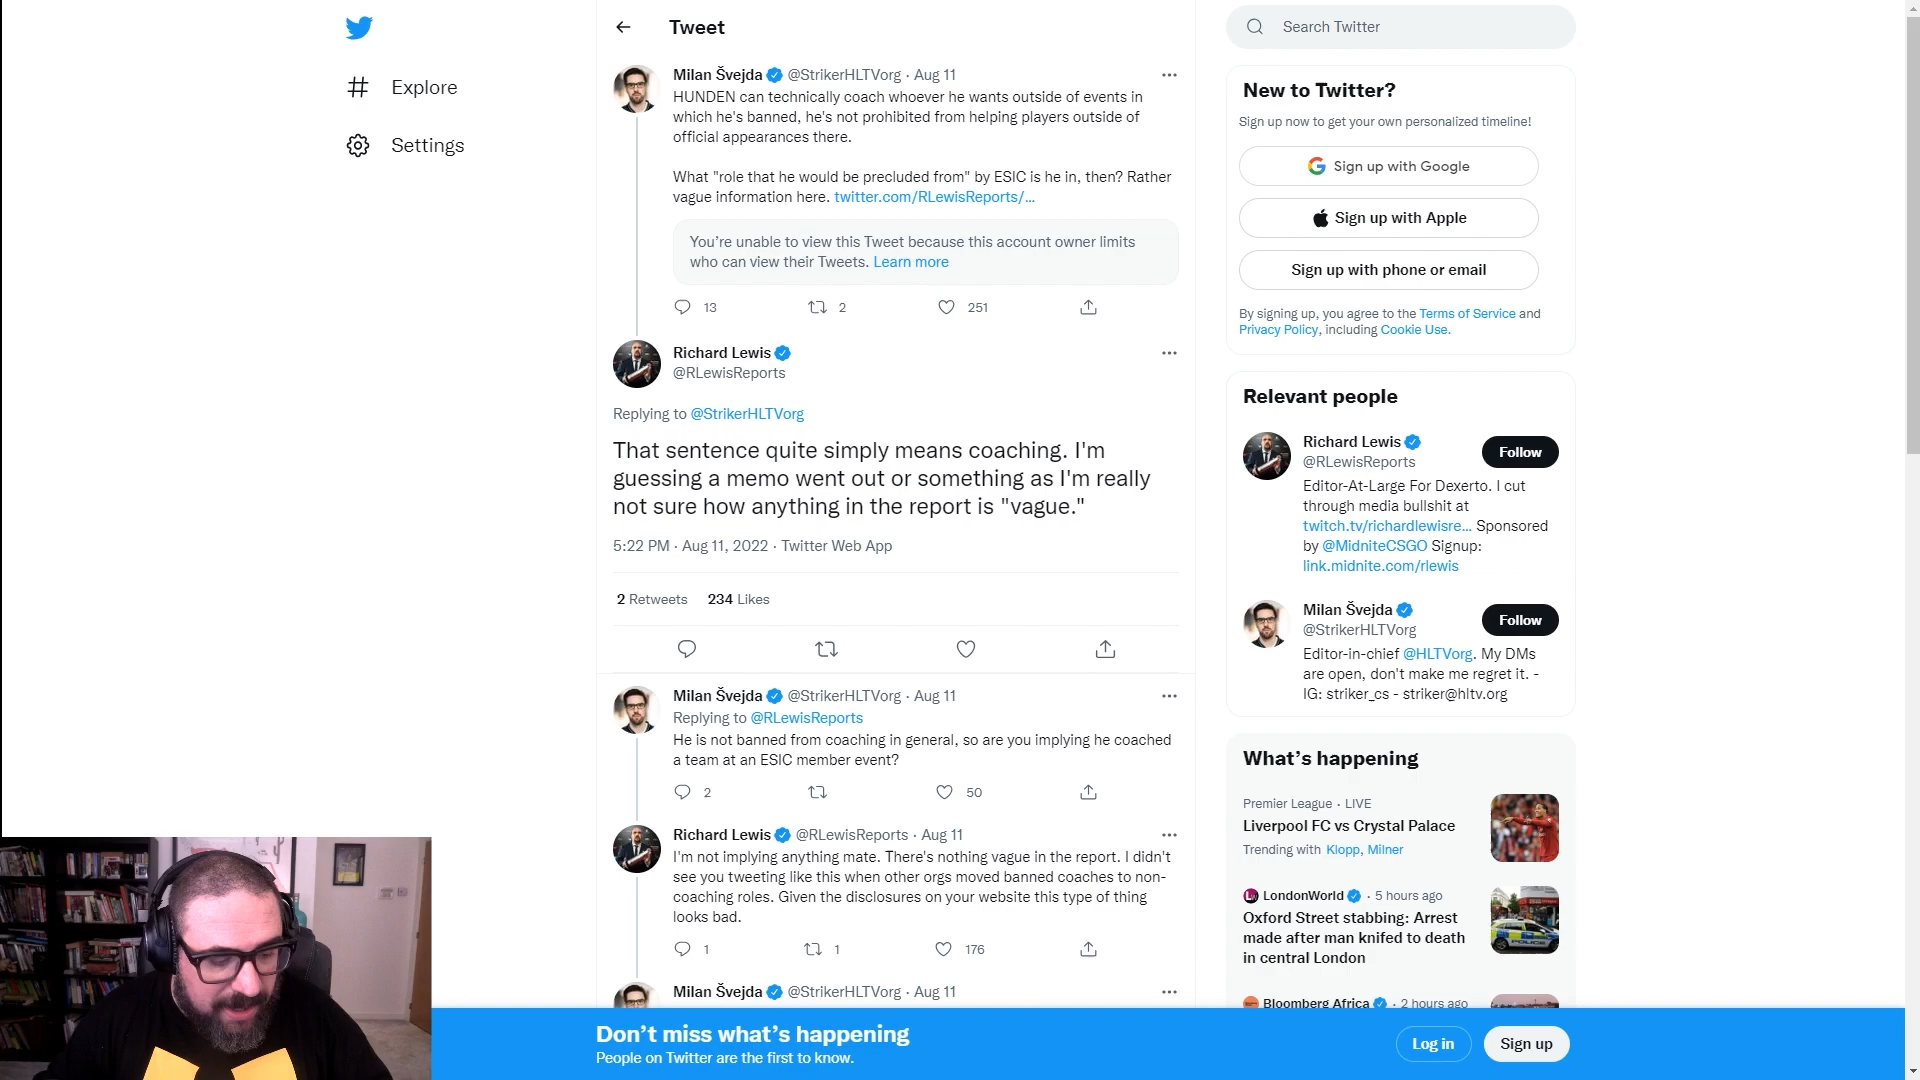 Explore
Settings
Tweet
Milan Švejda @StrikerHLTVorg · Aug 11
HUNDEN can technically coach whoever he wants outside of events in
which he's banned, he's not prohibited from helping players outside of
official appearances there.
What "role that he would be precluded from" by ESIC is he in, then? Rather
vague information here. twitter.com/RLewisReports/...
You're unable to view this Tweet because this account owner limits
who can view their Tweets. Learn more
13 2 251
Richard Lewis
@RLewisReports
Replying to @StrikerHLTVorg
That sentence quite simply means coaching. I'm
guessing a memo went out or something as I'm really
not sure how anything in the report is "vague."
5:22 PM · Aug 11, 2022 · Twitter Web App
2 Retweets 234 Likes
Milan Švejda @StrikerHLTVorg · Aug 11
Replying to @RLewisReports
He is not banned from coaching in general, so are you implying he coached
a team at an ESIC member event?
2 50
Richard Lewis @RLewisReports · Aug 11
I'm not implying anything mate. There's nothing vague in the report. I didn't
see you tweeting like this when other orgs moved banned coaches to non-
coaching roles. Given the disclosures on your website this type of thing
looks bad.
1 1 176
Milan Švejda @StrikerHLTVorg · Aug 11
Search Twitter
New to Twitter?
Sign up now to get your own personalized timeline!
Sign up with Google
Sign up with Apple
Sign up with phone or email
By signing up, you agree to the Terms of Service and
Privacy Policy, including Cookie Use.
Relevant people
Richard Lewis
@RLewisReports
Follow
Editor-At-Large For Dexerto. I cut
through media bullshit at
twitch.tv/richardlewisre... Sponsored
by @MidniteCSGO Signup:
link.midnite.com/rlewis
Milan Švejda
@StrikerHLTVorg
Follow
Editor-in-chief @HLTVorg. My DMs
are open, don't make me regret it. -
IG: striker_cs - striker@hltv.org
What's happening
Premier League · LIVE
Liverpool FC vs Crystal Palace
Trending with Klopp, Milner
LondonWorld · 5 hours ago
Oxford Street stabbing: Arrest
made after man knifed to death
in central London
Bloomberg Africa · 2 hours ago
Don't miss what's happening
People on Twitter are the first to know.
Log in
Sign up